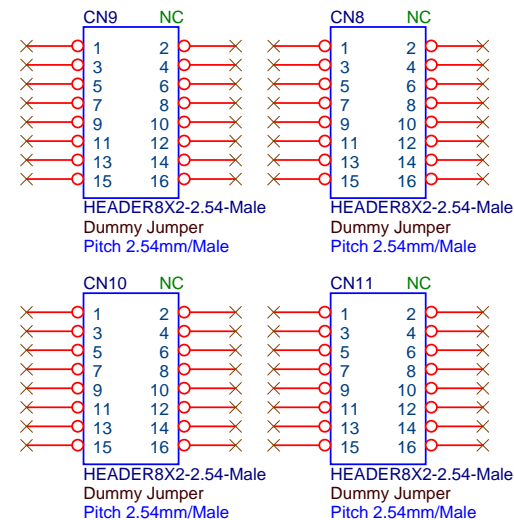 CN9 NC
1 2
3 4
5 6
7 8
9 10
11 12
13 14
15 16
HEADER8X2-2.54-Male
Dummy Jumper
Pitch 2.54mm/Male
CN8 NC
1 2
3 4
5 6
7 8
9 10
11 12
13 14
15 16
HEADER8X2-2.54-Male
Dummy Jumper
Pitch 2.54mm/Male
CN10 NC
1 2
3 4
5 6
7 8
9 10
11 12
13 14
15 16
HEADER8X2-2.54-Male
Dummy Jumper
Pitch 2.54mm/Male
CN11 NC
1 2
3 4
5 6
7 8
9 10
11 12
13 14
15 16
HEADER8X2-2.54-Male
Dummy Jumper
Pitch 2.54mm/Male